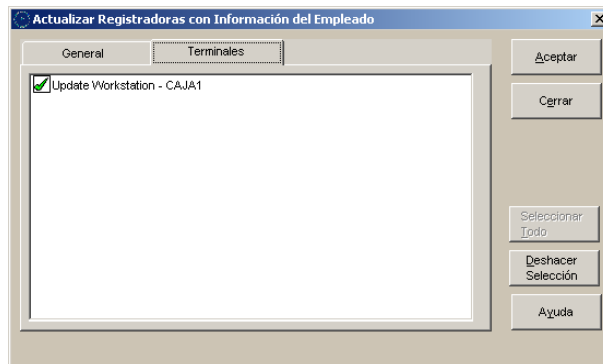 Actualizar Registradoras con Información del Empleado
General
Terminales
Update Workstation - CAJA1
Aceptar
Cerrar
Seleccionar
Todo
Deshacer
Selección
Ayuda